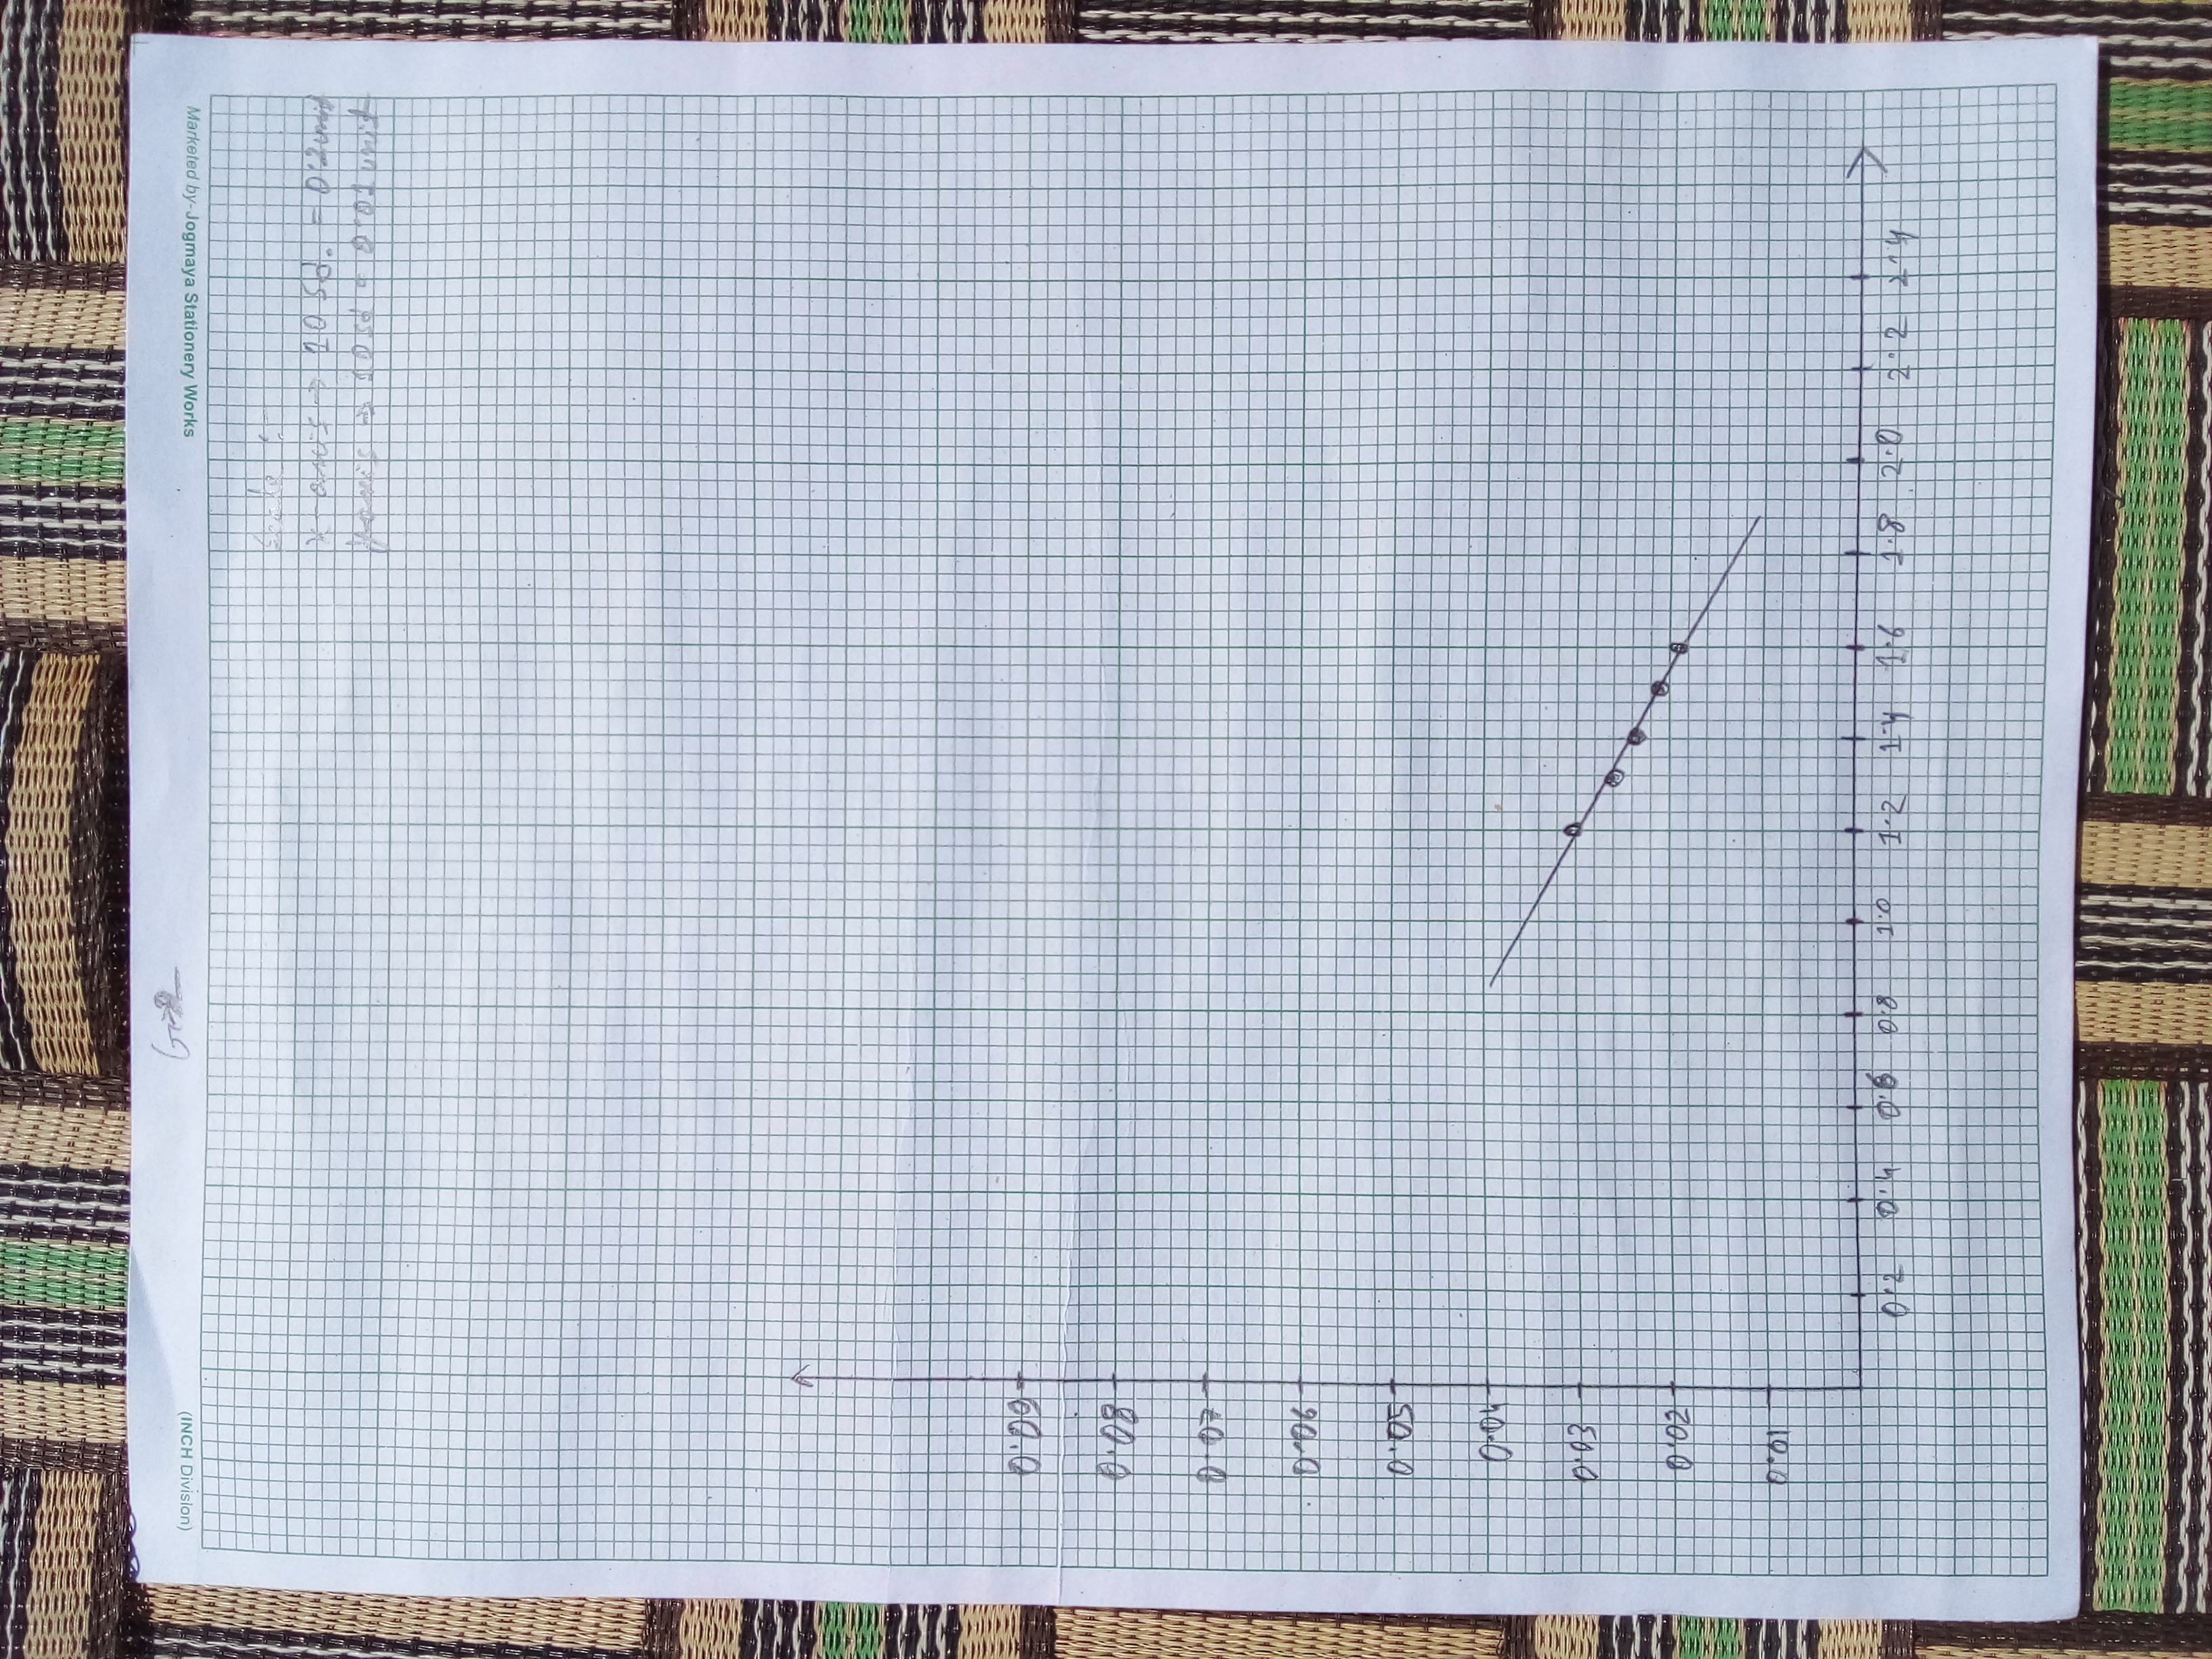 G-2
(INCH Division)
Marketed by-Jogmaya Stationery Works
Scale :-
x-axis → 10 sd. = 0.2 unit
y-axis → 10 sd = 0.01 unit
0.09
0.08
0.07
0.06
0.05
0.04
0.03
0.02
0.01
0.2 0.4 0.6 0.8 1.0 1.2 1.4 1.6 1.8 2.0 2.2 2.4